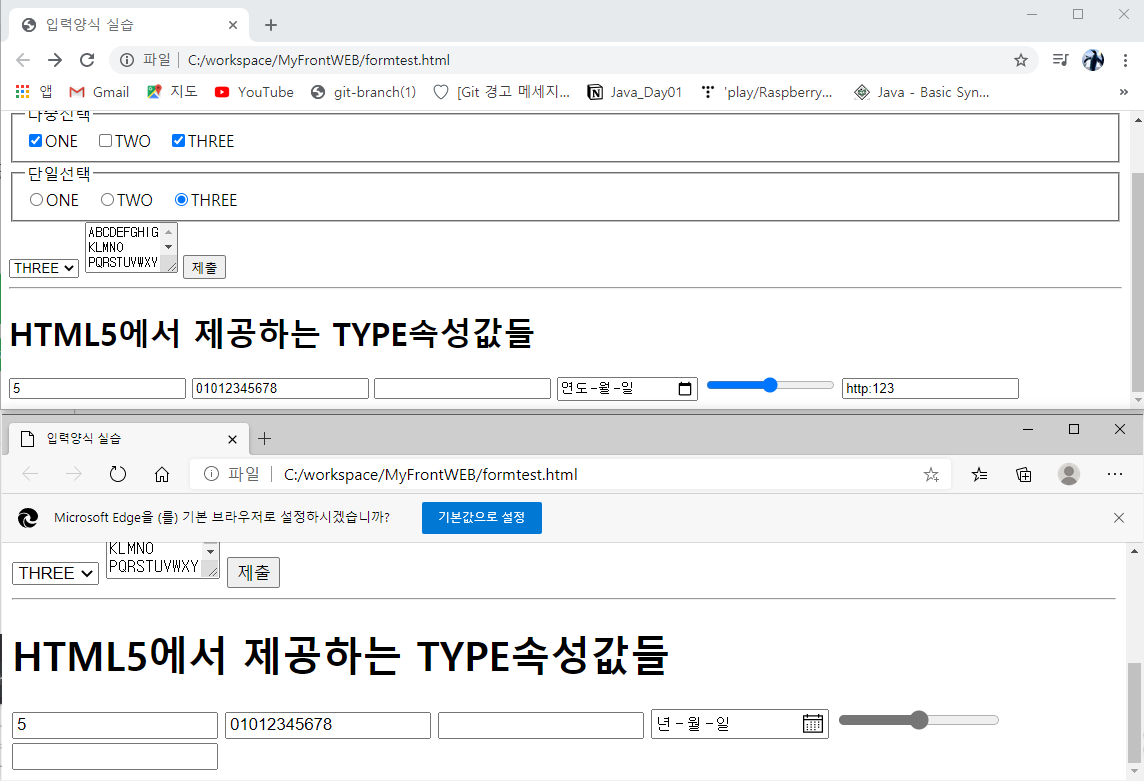 입력양식 실습
파일 C:/workspace/MyFrontWEB/formtest.html
앱 Gmail 지도 YouTube git-branch(1) [Git 경고 메세지... Java_Day01 'play/Raspberry... Java - Basic Syn...
다중선택
ONE TWO THREE
단일선택
ONE TWO THREE
ABCDEFGHIG
KLMNO
PQRSTUVWXY
THREE 제출
HTML5에서 제공하는 TYPE속성값들
5 01012345678 연도-월-일 http:123
입력양식 실습
파일 C:/workspace/MyFrontWEB/formtest.html
Microsoft Edge을 (를) 기본 브라우저로 설정하시겠습니까? 기본값으로 설정
KLMNO
PQRSTUVWXY
THREE 제출
HTML5에서 제공하는 TYPE속성값들
5 01012345678 년-월-일